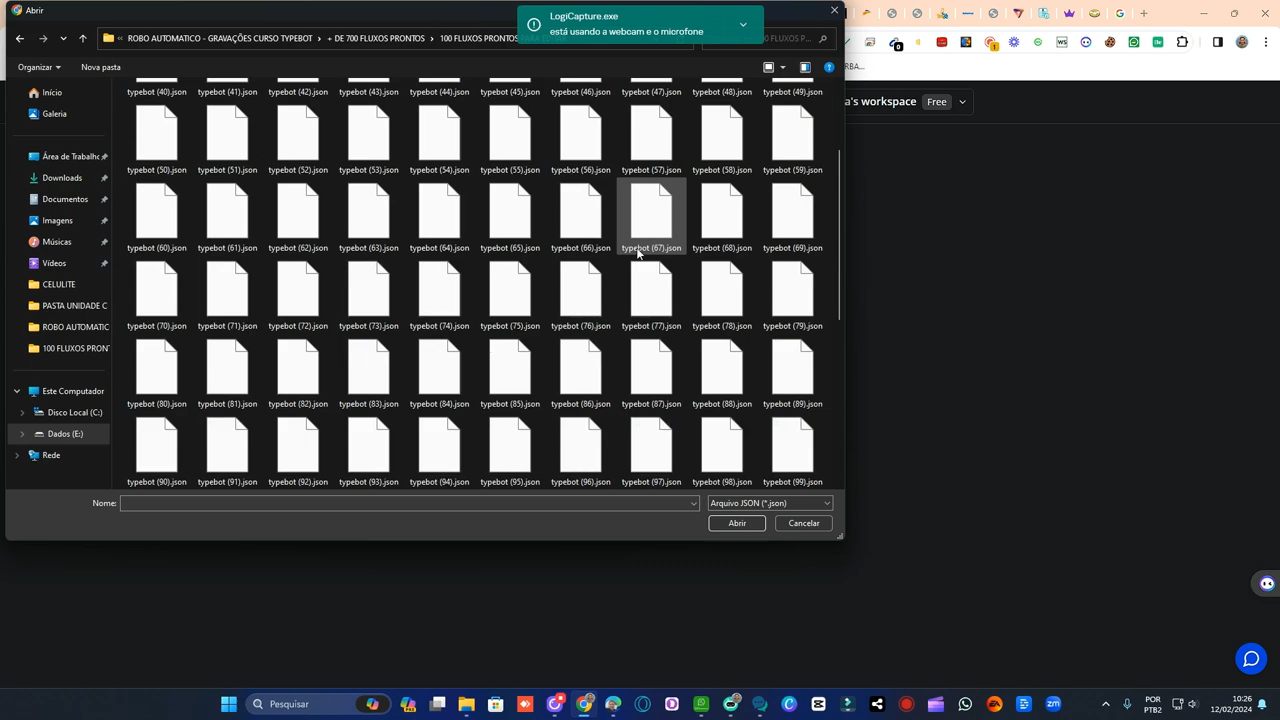 Abrir
LogiCapture.exe
está usando a webcam e o microfone
ROBO AUTOMATICO - GRAVAÇÕES CURSO TYPEBOT > + DE 700 FLUXOS PRONTOS > 100 FLUXOS PRONTOS
Organizar
Nova pasta
a's workspace
Free
Início
Galeria
Área de Trabalho
Downloads
Documentos
Imagens
Músicas
Vídeos
CELULITE
PASTA UNIDADE C
ROBO AUTOMATIC
100 FLUXOS PRONT
Este Computador
Disco Local (C:)
Dados (E:)
Rede
typebot (40).json typebot (41).json typebot (42).json typebot (43).json typebot (44).json typebot (45).json typebot (46).json typebot (47).json typebot (48).json typebot (49).json
typebot (50).json typebot (51).json typebot (52).json typebot (53).json typebot (54).json typebot (55).json typebot (56).json typebot (57).json typebot (58).json typebot (59).json
typebot (60).json typebot (61).json typebot (62).json typebot (63).json typebot (64).json typebot (65).json typebot (66).json typebot (67).json typebot (68).json typebot (69).json
typebot (70).json typebot (71).json typebot (72).json typebot (73).json typebot (74).json typebot (75).json typebot (76).json typebot (77).json typebot (78).json typebot (79).json
typebot (80).json typebot (81).json typebot (82).json typebot (83).json typebot (84).json typebot (85).json typebot (86).json typebot (87).json typebot (88).json typebot (89).json
typebot (90).json typebot (91).json typebot (92).json typebot (93).json typebot (94).json typebot (95).json typebot (96).json typebot (97).json typebot (98).json typebot (99).json
Nome:
Arquivo JSON (*.json)
Abrir
Cancelar
Pesquisar
POR
PTB2
10:26
12/02/2024